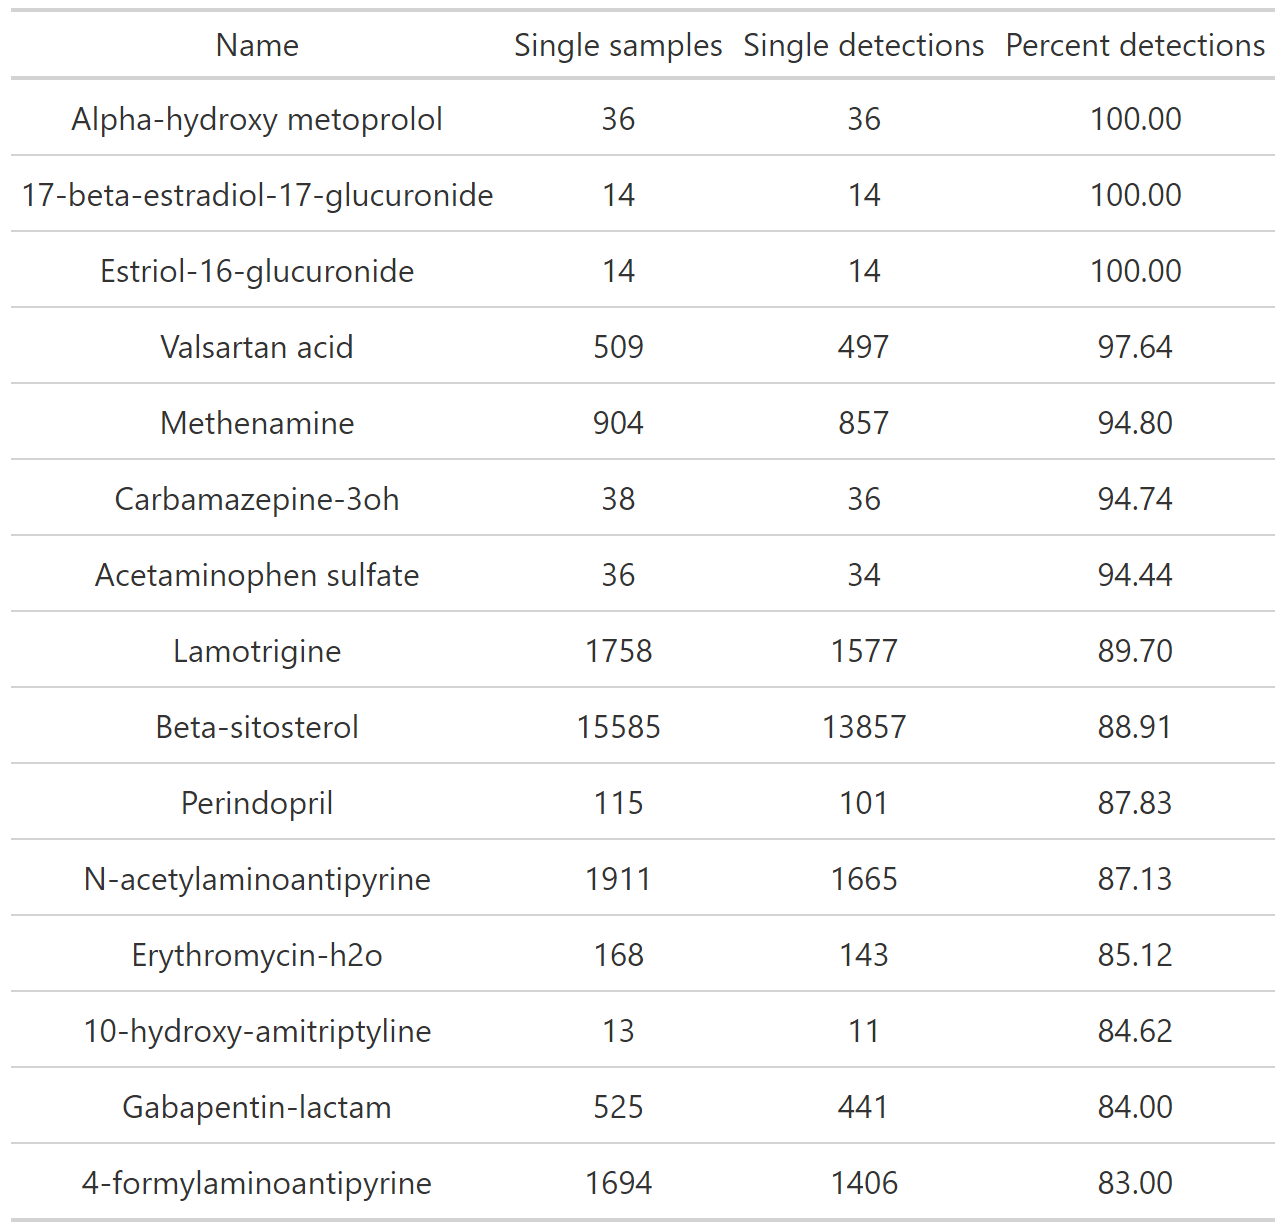 Name Single samples Single detections Percent detections
Alpha-hydroxy metoprolol 36 36 100.00
17-beta-estradiol-17-glucuronide 14 14 100.00
Estriol-16-glucuronide 14 14 100.00
Valsartan acid 509 497 97.64
Methenamine 904 857 94.80
Carbamazepine-3oh 38 36 94.74
Acetaminophen sulfate 36 34 94.44
Lamotrigine 1758 1577 89.70
Beta-sitosterol 15585 13857 88.91
Perindopril 115 101 87.83
N-acetylaminoantipyrine 1911 1665 87.13
Erythromycin-h2o 168 143 85.12
10-hydroxy-amitriptyline 13 11 84.62
Gabapentin-lactam 525 441 84.00
4-formylaminoantipyrine 1694 1406 83.00